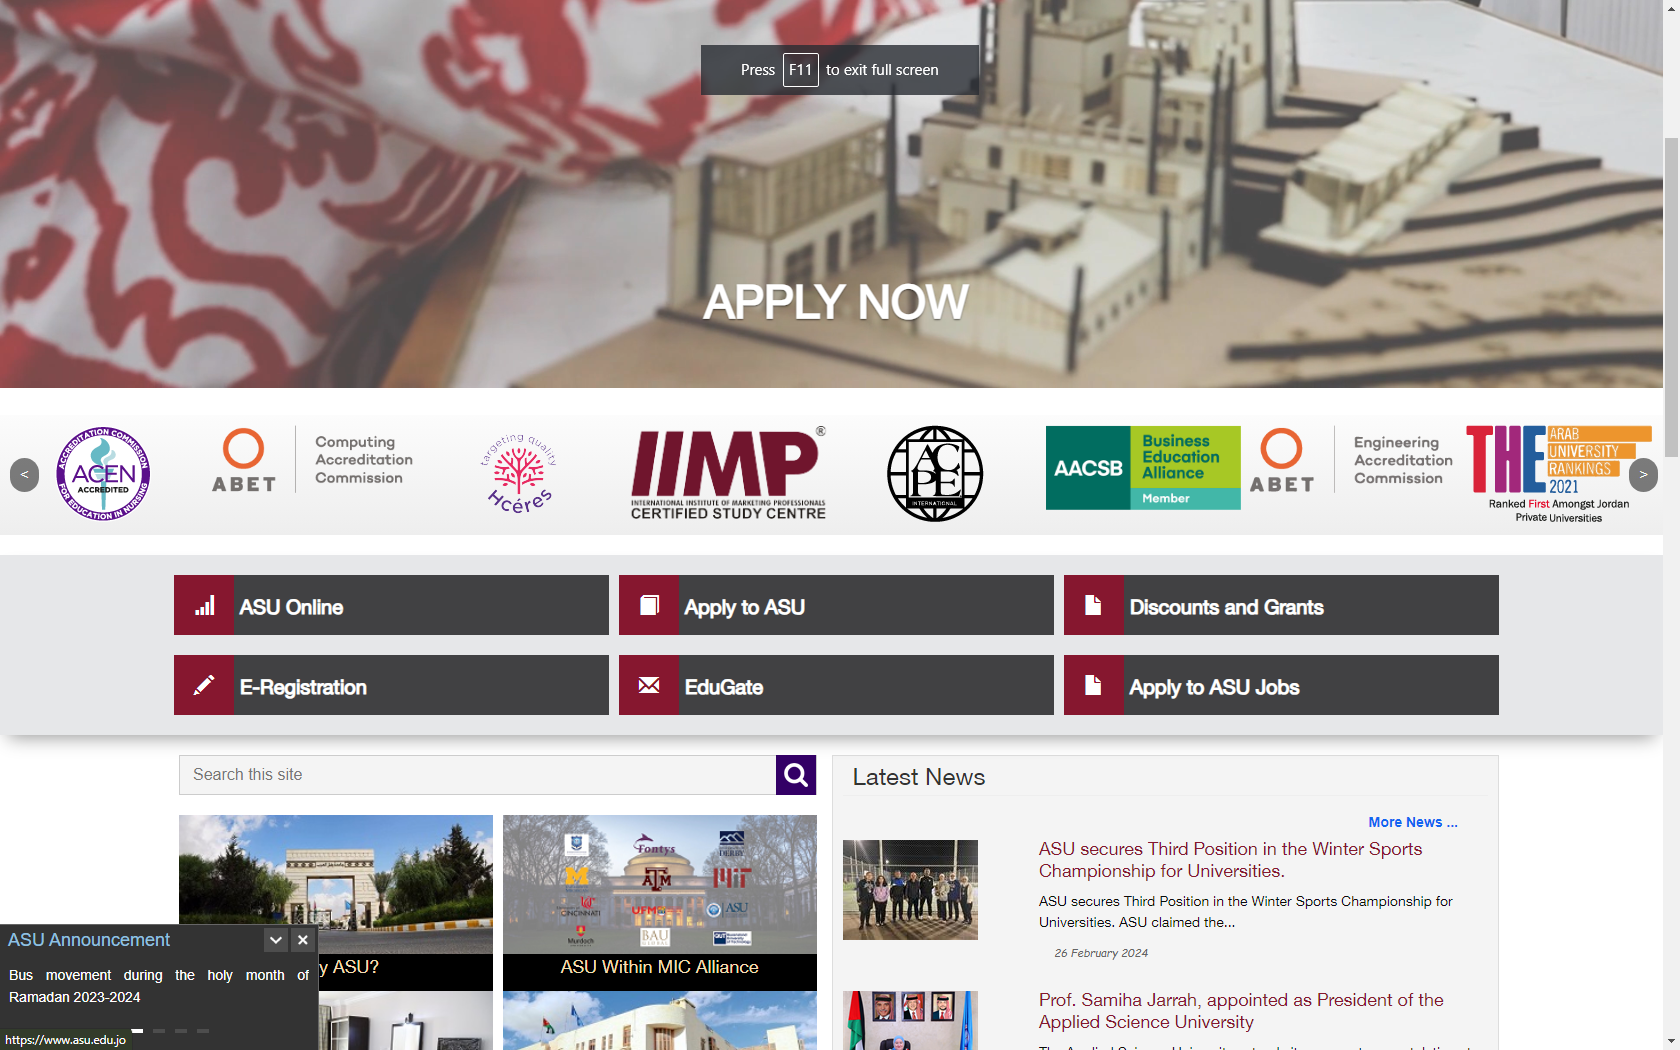 Press F11 to exit full screen
APPLY NOW
<
ACCREDITATION COMMISSION
ACEN
ACCREDITED
FOR EDUCATION IN NURSING
ABET
Computing
Accreditation
Commission
targeting quality
Hcéres
IIMP®
INTERNATIONAL INSTITUTE OF MARKETING PROFESSIONALS
CERTIFIED STUDY CENTRE
ACPE
INTERNATIONAL
AACSB
Business
Education
Alliance
Member
ABET
Engineering
Accreditation
Commission
THE
ARAB
UNIVERSITY
RANKINGS
2021
Ranked First Amongst Jordan
Private Universities
>
ASU Online
Apply to ASU
Discounts and Grants
E-Registration
EduGate
Apply to ASU Jobs
Search this site
Latest News
More News ...
Fontys
DERBY
M
ATM
MIT
CINCINNATI
UFM
ASU
Murdoch
BAU
GLOBAL
y ASU?
ASU Within MIC Alliance
ASU secures Third Position in the Winter Sports
Championship for Universities.
ASU secures Third Position in the Winter Sports Championship for
Universities. ASU claimed the...
26 February 2024
Prof. Samiha Jarrah, appointed as President of the
Applied Science University
ASU Announcement
Bus movement during the holy month of
Ramadan 2023-2024
https://www.asu.edu.jo